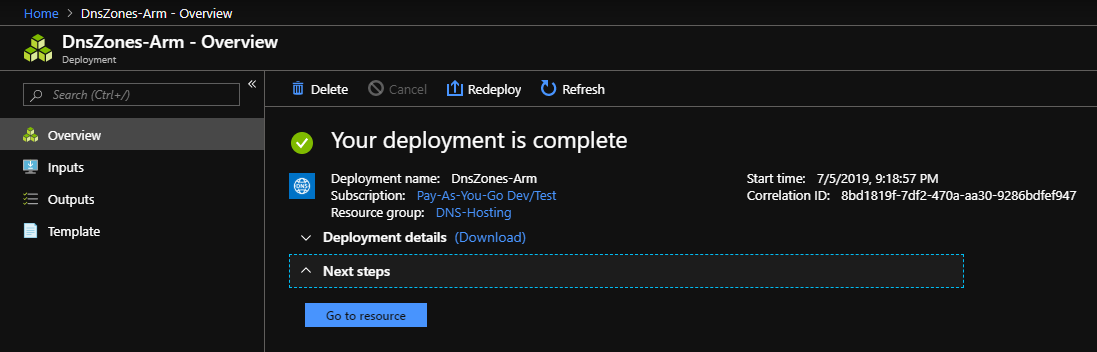 Home > DnsZones-Arm - Overview
DnsZones-Arm - Overview
Deployment
Search (Ctrl+/)
«
Overview
Inputs
Outputs
Template
Delete Cancel Redeploy Refresh
Your deployment is complete
DNS
Deployment name: DnsZones-Arm
Subscription: Pay-As-You-Go Dev/Test
Resource group: DNS-Hosting
Start time: 7/5/2019, 9:18:57 PM
Correlation ID: 8bd1819f-7df2-470a-aa30-9286bdfef947
Deployment details (Download)
Next steps
Go to resource